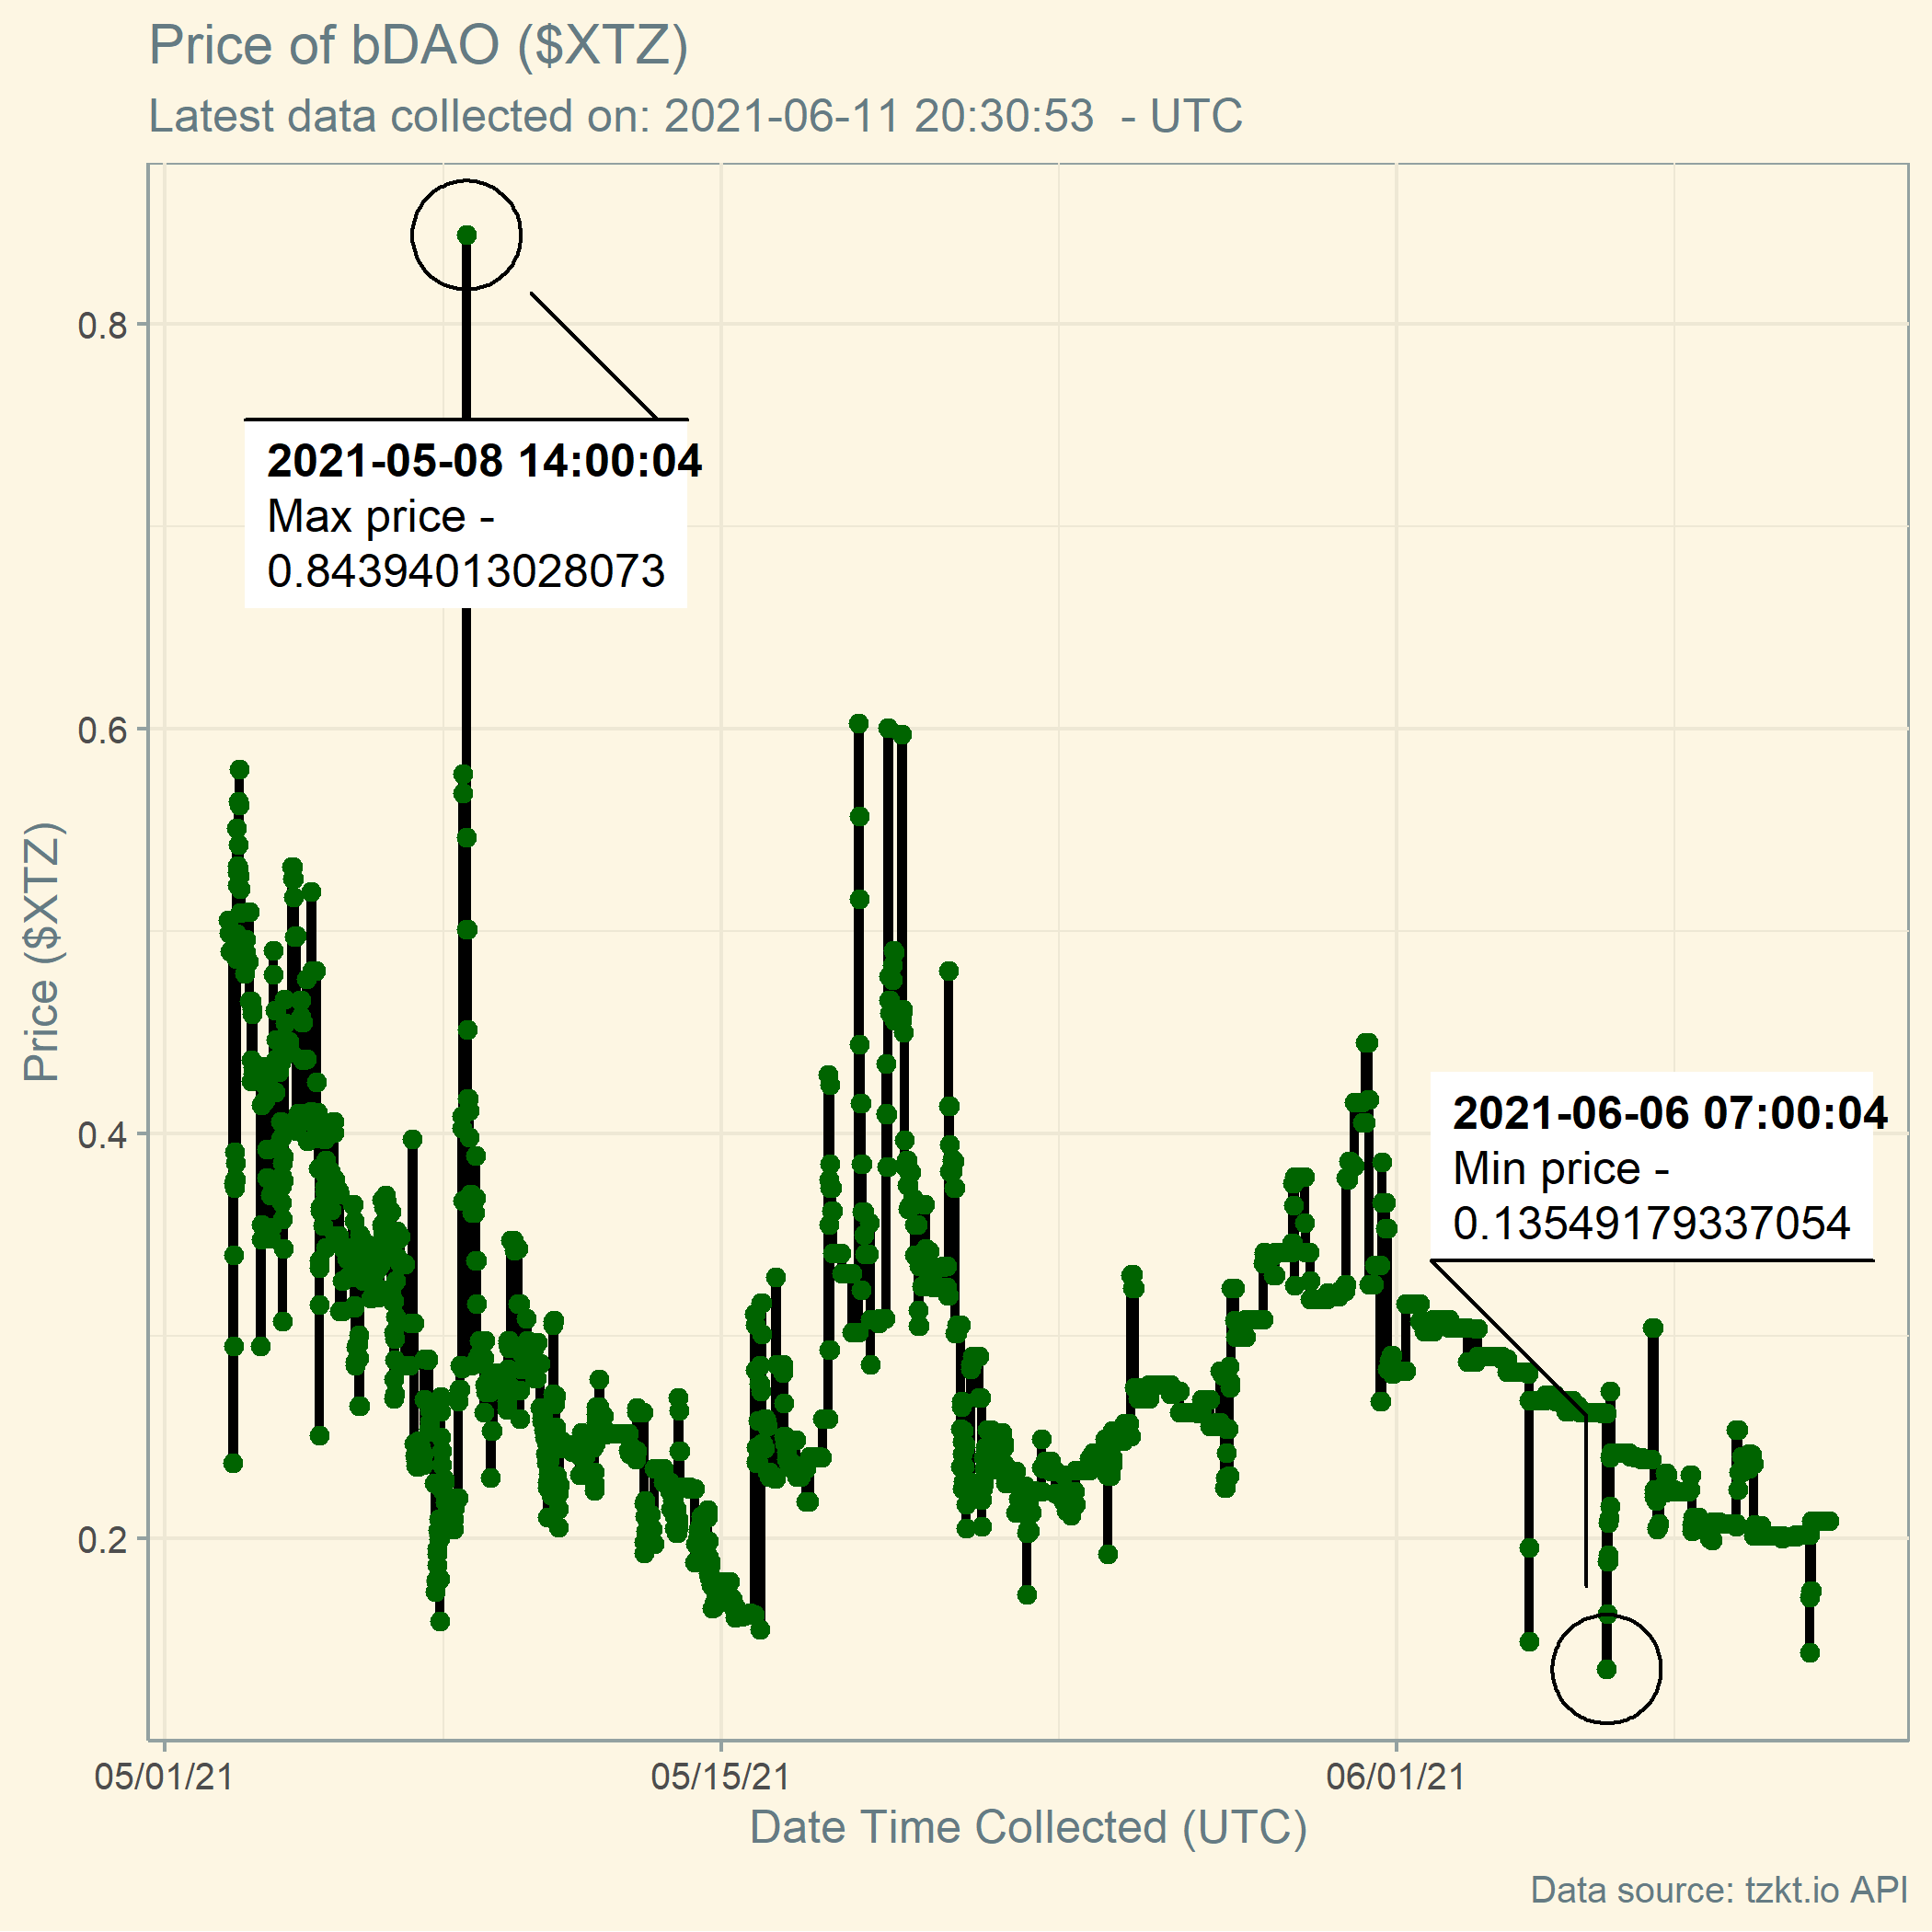 Price of bDAO ($XTZ)
Latest data collected on: 2021-06-11 20:30:53  - UTC
2021-05-08 14:00:04
Max price -
0.84394013028073
2021-06-06 07:00:04
Min price -
0.13549179337054
Price ($XTZ)
0.8
0.6
0.4
0.2
05/01/21
05/15/21
06/01/21
Date Time Collected (UTC)
Data source: tzkt.io API